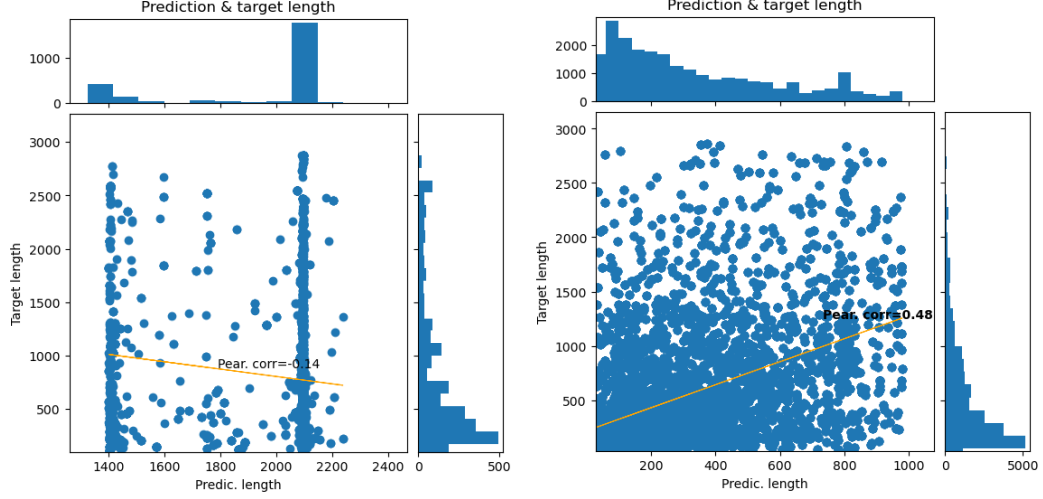 Prediction & target length
1000
0
3000
2500
2000
1500
1000
500
Target length
Pear. corr=-0.14
1400 1600 1800 2000 2200 2400
Predic. length
0 500
Prediction & target length
2000
1000
0
3000
2500
2000
1500
1000
500
Target length
Pear. corr=0.48
200 400 600 800 1000
Predic. length
0 5000